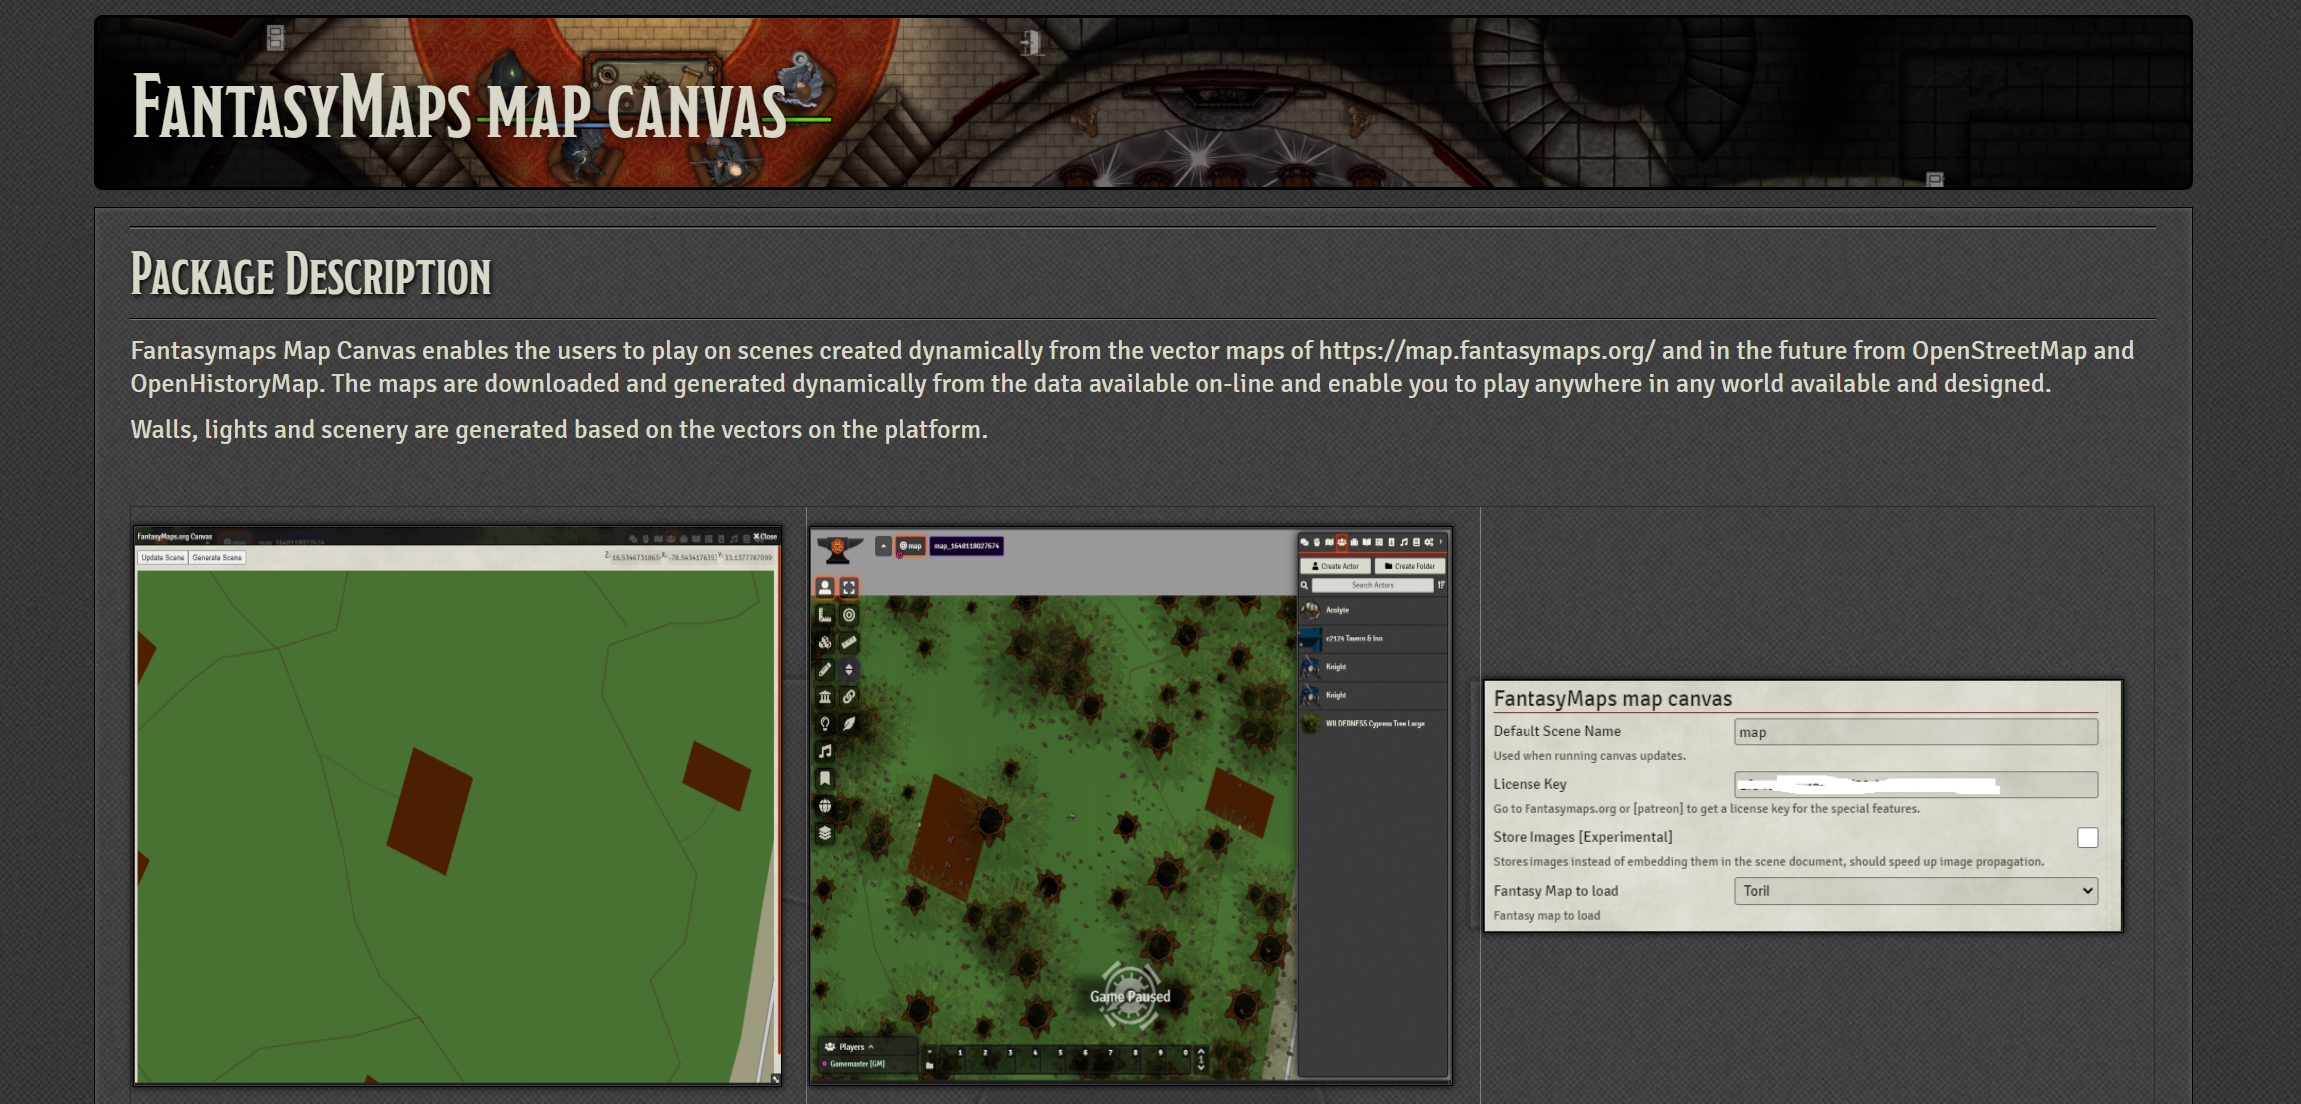 FantasyMaps map canvas
Package Description
Fantasymaps Map Canvas enables the users to play on scenes created dynamically from the vector maps of https://map.fantasymaps.org/ and in the future from OpenStreetMap and
OpenHistoryMap. The maps are downloaded and generated dynamically from the data available on-line and enable you to play anywhere in any world available and designed.
Walls, lights and scenery are generated based on the vectors on the platform.
FantasyMaps.org Canvas
map_1648118027674
Close
Update Scene
Generate Scene
Z: 16.5346731863
X: -78.5434176353
Y: 33.1377787099
map
map_1648118027674
Create Actor
Create Folder
Search Actors
Acolyte
c2124 Tavern & Inn
Knight
Knight
WILDERNESS Cypress Tree Large
Game Paused
Players
Gamemaster [GM]
1 2 3 4 5 6 7 8 9 0
1
FantasyMaps map canvas
Default Scene Name
map
Used when running canvas updates.
License Key
Go to Fantasymaps.org or [patreon] to get a license key for the special features.
Store Images [Experimental]
Stores images instead of embedding them in the scene document, should speed up image propagation.
Fantasy Map to load
Toril
Fantasy map to load